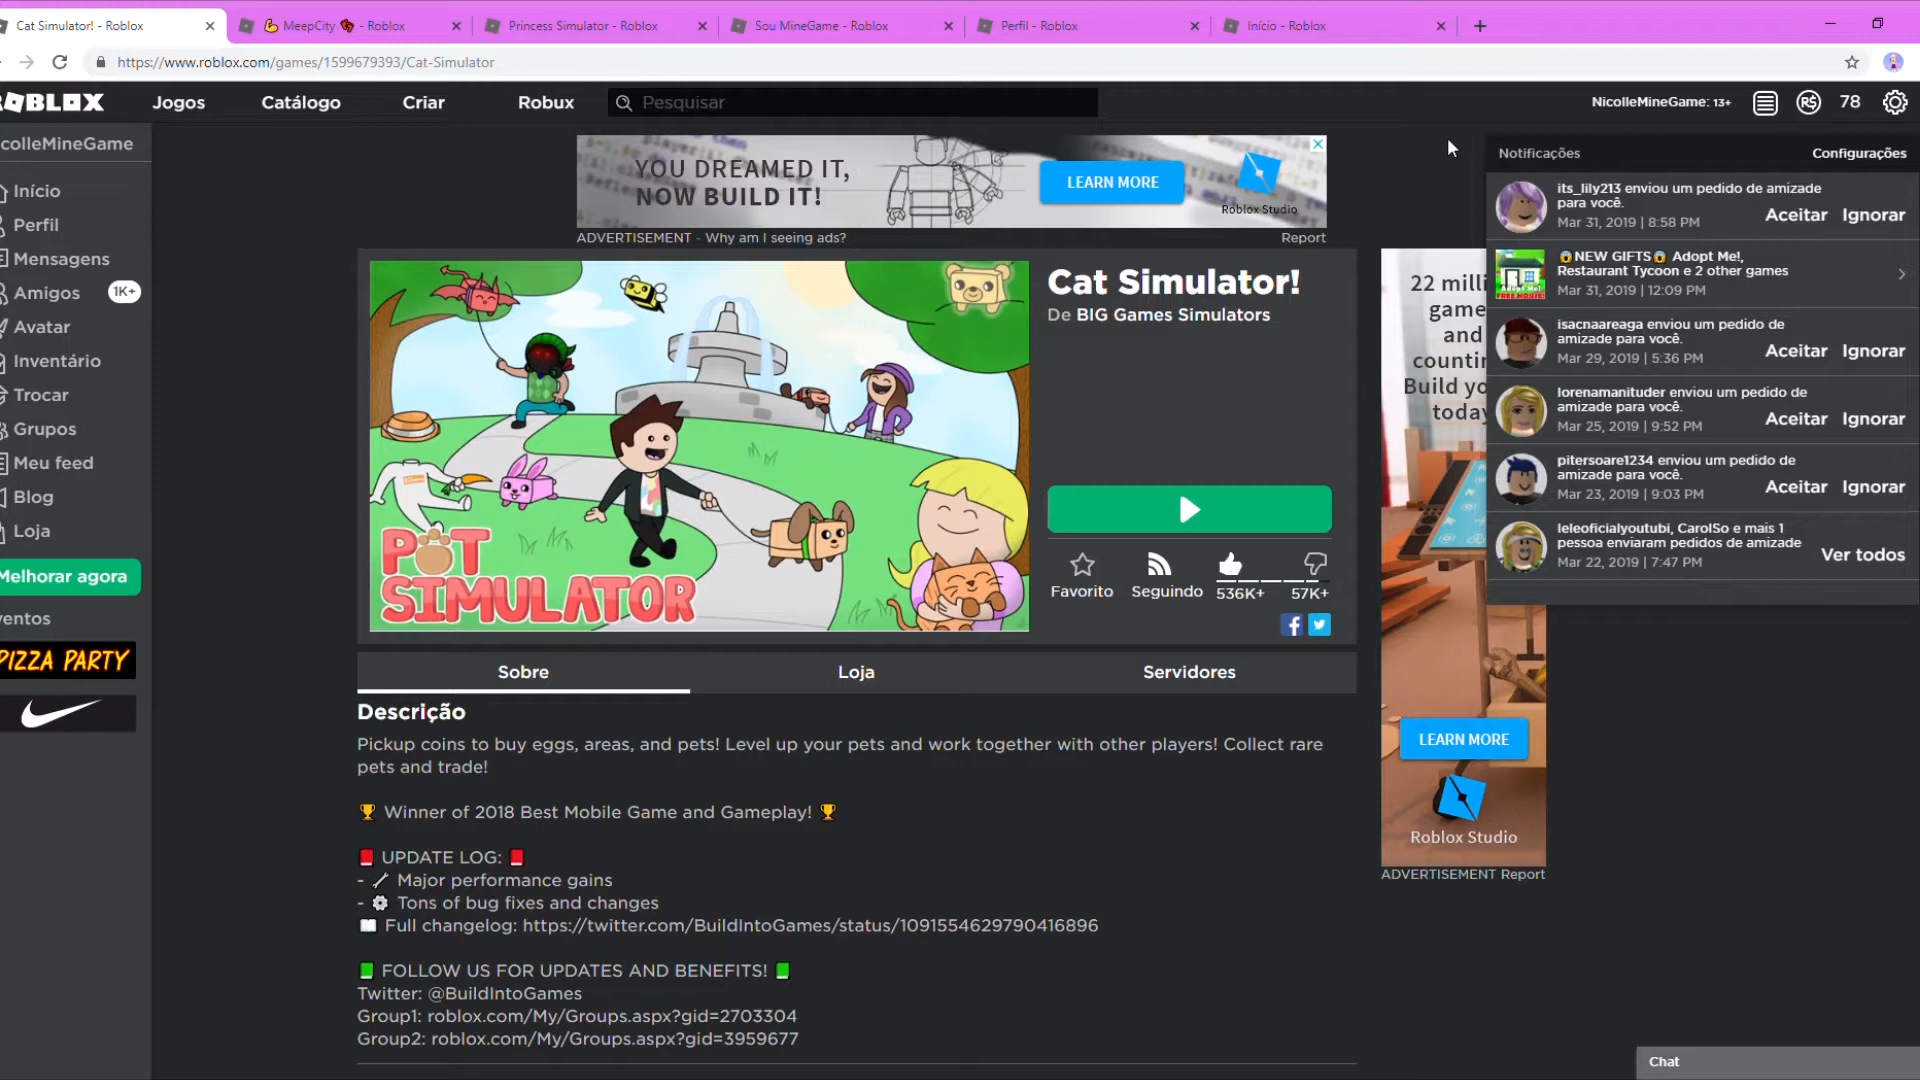 Cat Simulator! - Roblox
MeepCity - Roblox
Princess Simulator - Roblox
Sou MineGame - Roblox
Perfil - Roblox
Início - Roblox
https://www.roblox.com/games/1599679393/Cat-Simulator
ROBLOX
Jogos
Catálogo
Criar
Robux
Pesquisar
NicolleMineGame: 13+
R$
78
colleMineGame
Início
Perfil
Mensagens
Amigos 1K+
Avatar
Inventário
Trocar
Grupos
Meu feed
Blog
Loja
Melhorar agora
ventos
PIZZA PARTY
YOU DREAMED IT,
NOW BUILD IT!
LEARN MORE
Roblox Studio
ADVERTISEMENT - Why am I seeing ads?
Report
PET
SIMULATOR
Cat Simulator!
De BIG Games Simulators
Favorito
Seguindo
536K+
57K+
Sobre
Loja
Servidores
Descrição
Pickup coins to buy eggs, areas, and pets! Level up your pets and work together with other players! Collect rare
pets and trade!
🏆 Winner of 2018 Best Mobile Game and Gameplay! 🏆
📕 UPDATE LOG: 📕
- 🔧 Major performance gains
- ⚙ Tons of bug fixes and changes
📖 Full changelog: https://twitter.com/BuildIntoGames/status/1091554629790416896
📗 FOLLOW US FOR UPDATES AND BENEFITS! 📗
Twitter: @BuildIntoGames
Group1: roblox.com/My/Groups.aspx?gid=2703304
Group2: roblox.com/My/Groups.aspx?gid=3959677
22 milli
game
and
countin
Build yo
today
LEARN MORE
Roblox Studio
ADVERTISEMENT Report
Notificações
Configurações
its_lily213 enviou um pedido de amizade
para você.
Mar 31, 2019 | 8:58 PM
Aceitar Ignorar
😱NEW GIFTS😱 Adopt Me!,
Restaurant Tycoon e 2 other games
Mar 31, 2019 | 12:09 PM
isacnaareaga enviou um pedido de
amizade para você.
Mar 29, 2019 | 5:36 PM
Aceitar Ignorar
lorenamanituder enviou um pedido de
amizade para você.
Mar 25, 2019 | 9:52 PM
Aceitar Ignorar
pitersoare1234 enviou um pedido de
amizade para você.
Mar 23, 2019 | 9:03 PM
Aceitar Ignorar
leleoficialyoutubi, CarolSo e mais 1
pessoa enviaram pedidos de amizade
Mar 22, 2019 | 7:47 PM
Ver todos
Chat